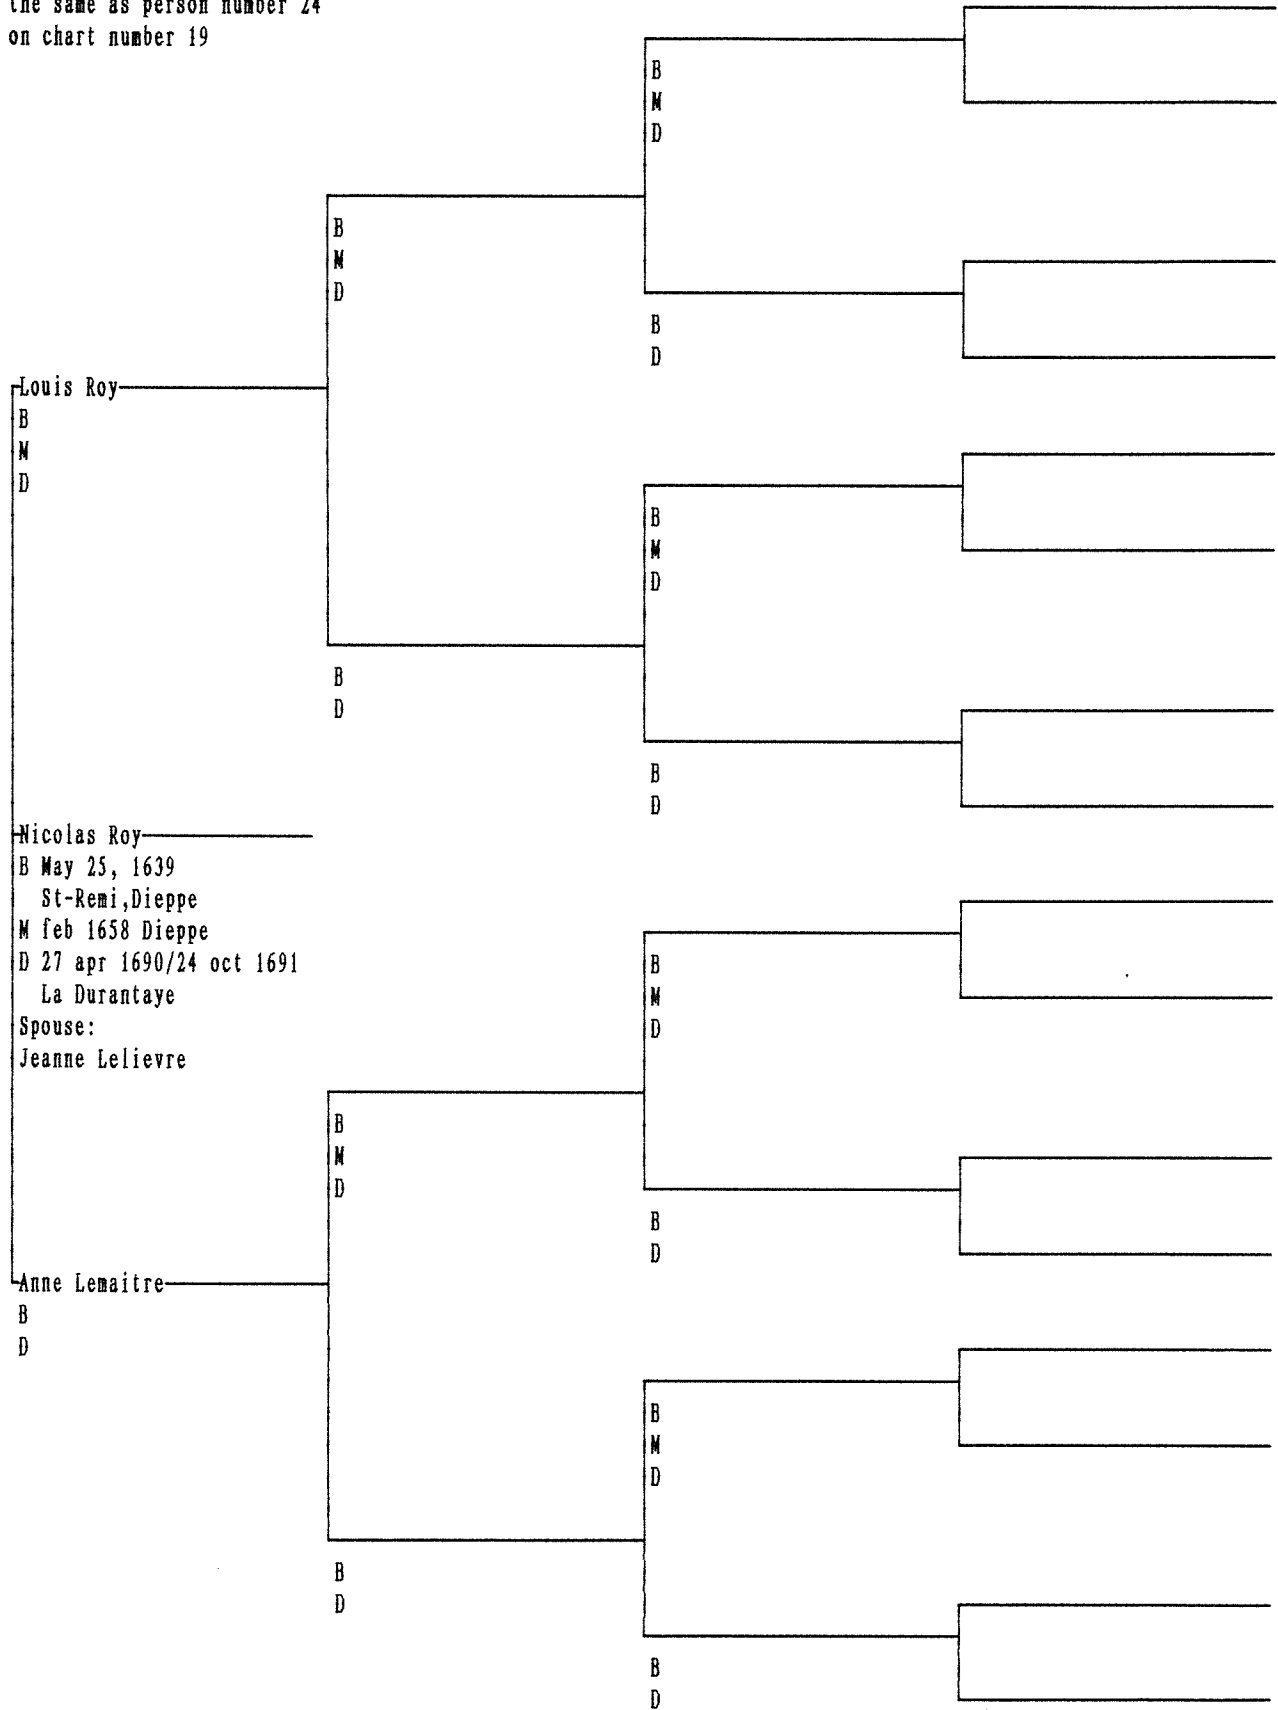 the same as person number 24
on chart number 19
B
M
D
B
M
D
B
D
Louis Roy
B
M
D
B
M
D
B
D
B
D
Nicolas Roy
B May 25, 1639
St-Remi,Dieppe
M feb 1658 Dieppe
D 27 apr 1690/24 oct 1691
La Durantaye
Spouse:
Jeanne Lelievre
B
M
D
B
M
D
B
D
Anne Lemaitre
B
D
B
M
D
B
D
B
D